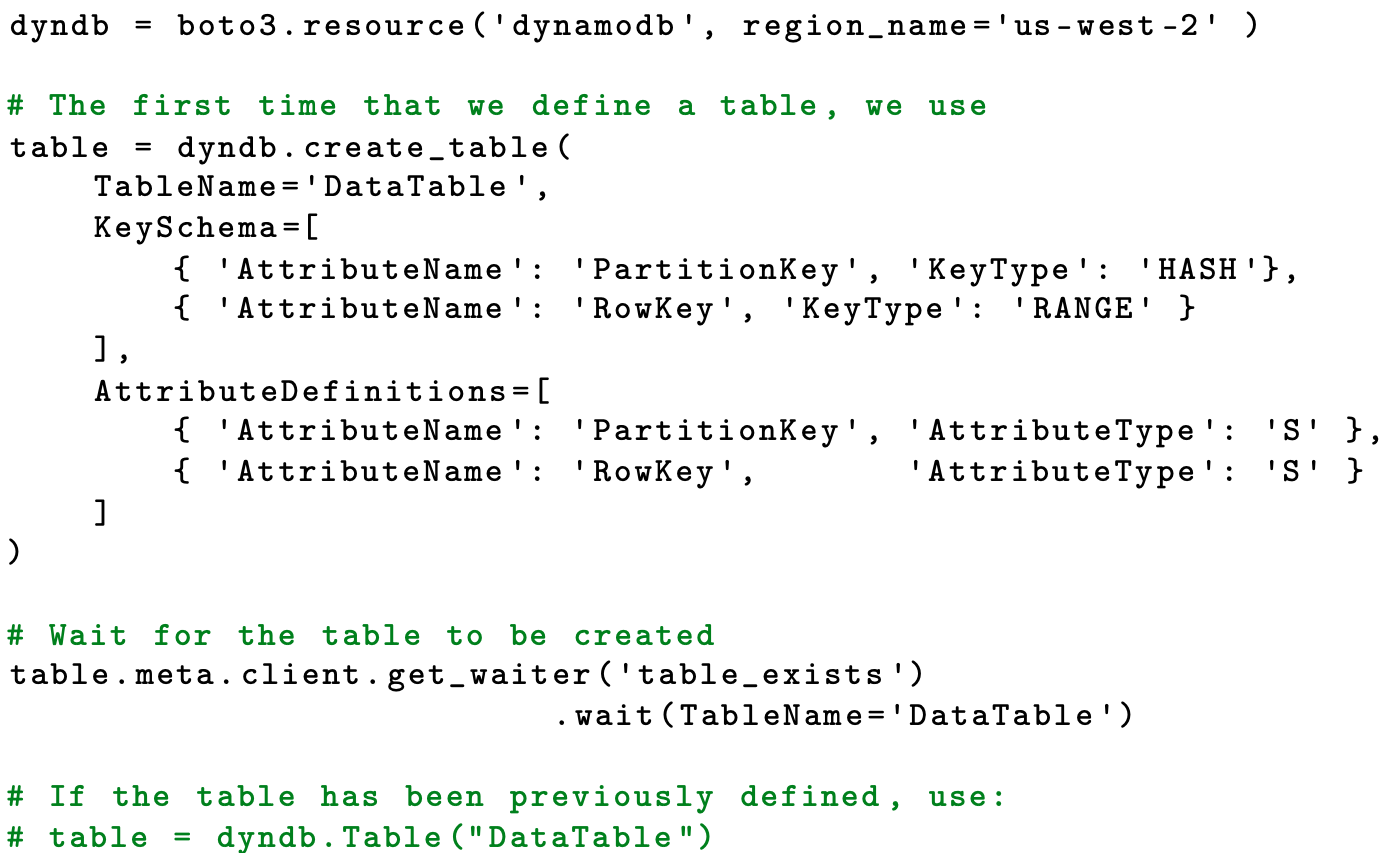 dyndb = boto3.resource('dynamodb', region_name='us-west-2' )
# The first time that we define a table, we use
table = dyndb.create_table(
    TableName='DataTable',
    KeySchema=[
        { 'AttributeName': 'PartitionKey', 'KeyType': 'HASH'},
        { 'AttributeName': 'RowKey', 'KeyType': 'RANGE' }
    ],
    AttributeDefinitions=[
        { 'AttributeName': 'PartitionKey', 'AttributeType': 'S' },
        { 'AttributeName': 'RowKey',       'AttributeType': 'S' }
    ]
)
# Wait for the table to be created
table.meta.client.get_waiter('table_exists')
                          .wait(TableName='DataTable')
# If the table has been previously defined, use:
# table = dyndb.Table("DataTable")